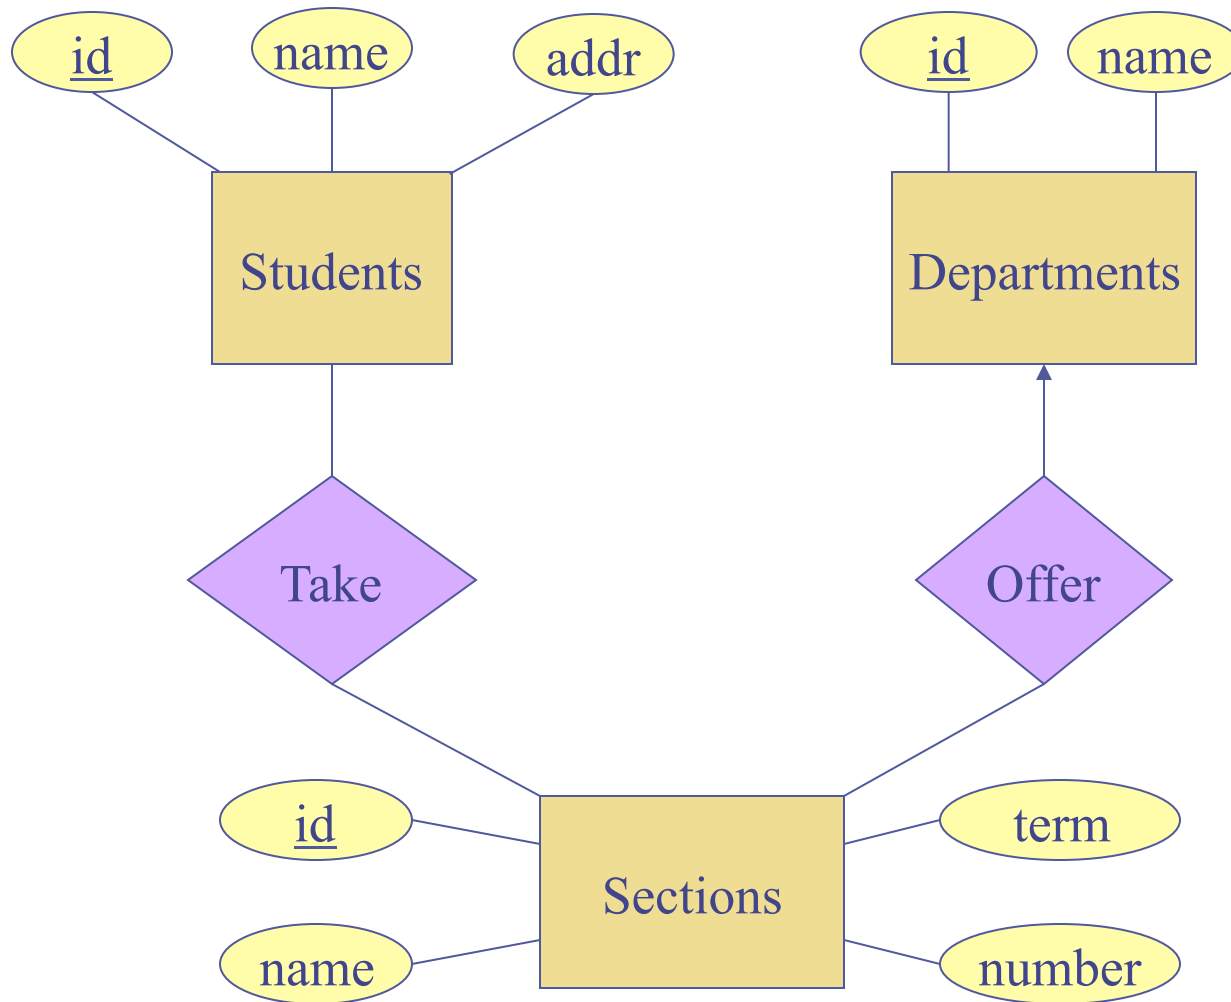 id
name
addr
id
name
Students
Departments
Take
Offer
id
term
Sections
name
number